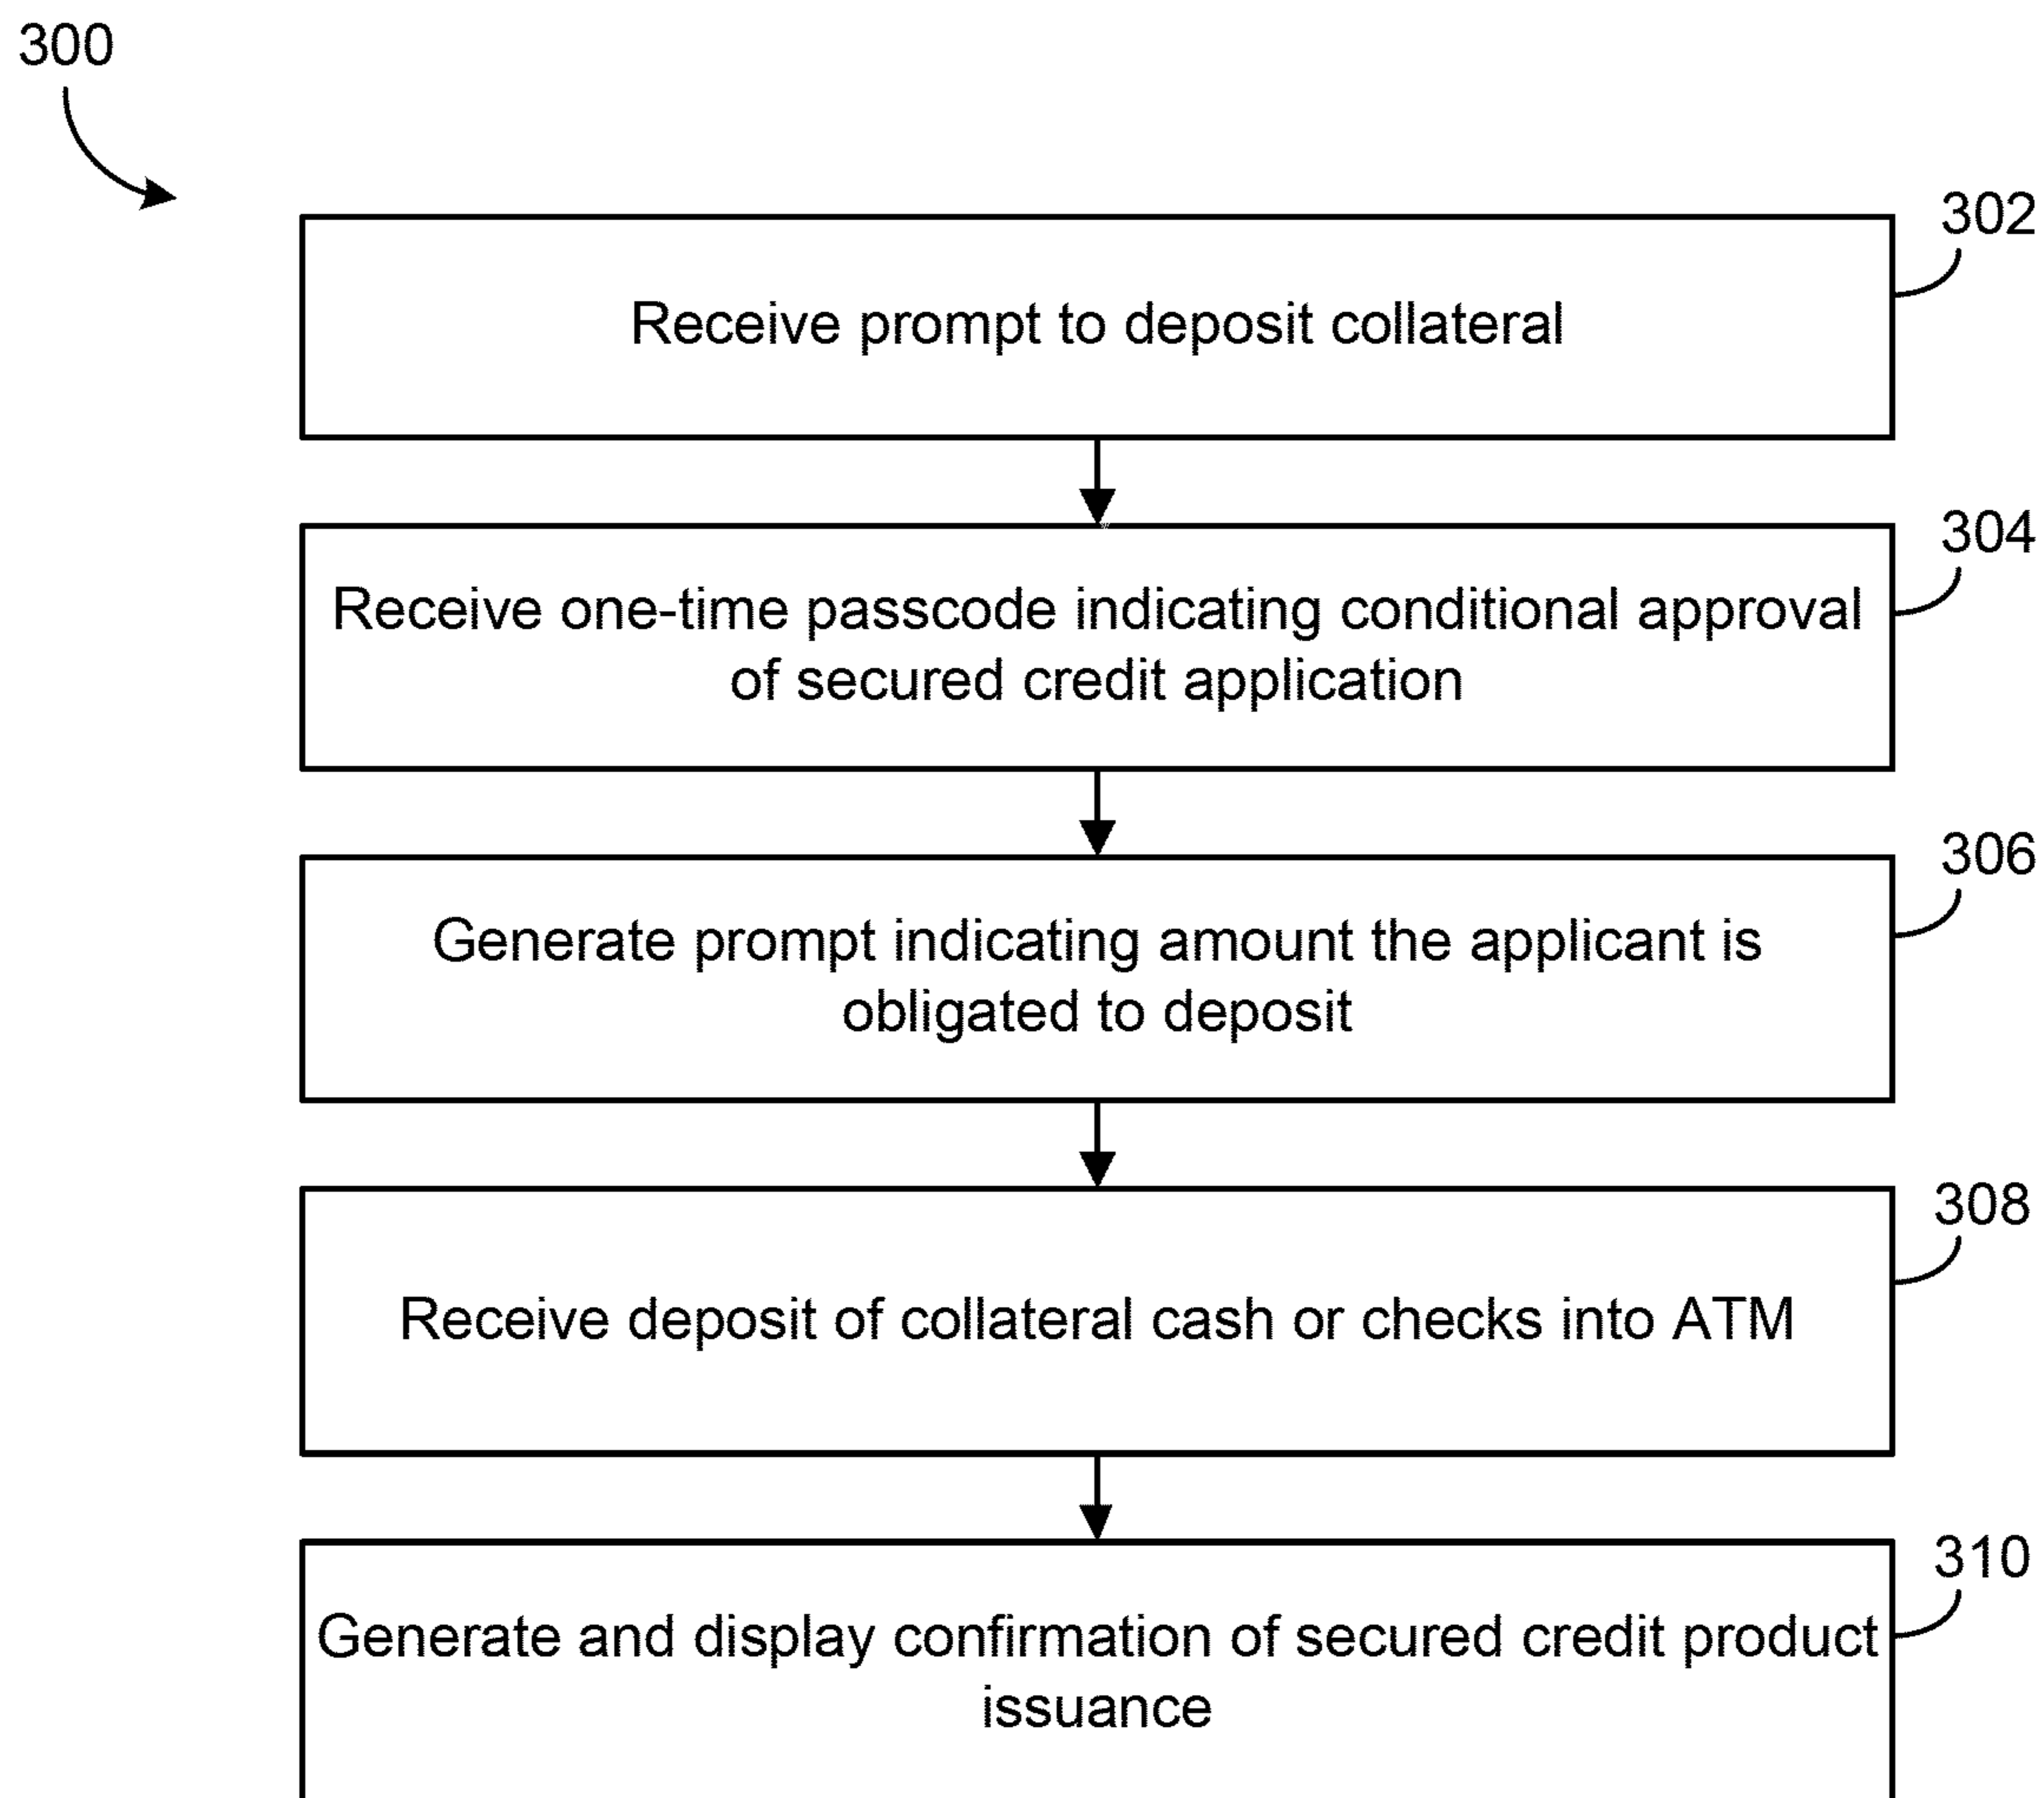 300
302
Receive prompt to deposit collateral
304
Receive one-time passcode indicating conditional approval
of secured credit application
306
Generate prompt indicating amount the applicant is
obligated to deposit
308
Receive deposit of collateral cash or checks into ATM
310
Generate and display confirmation of secured credit product
issuance